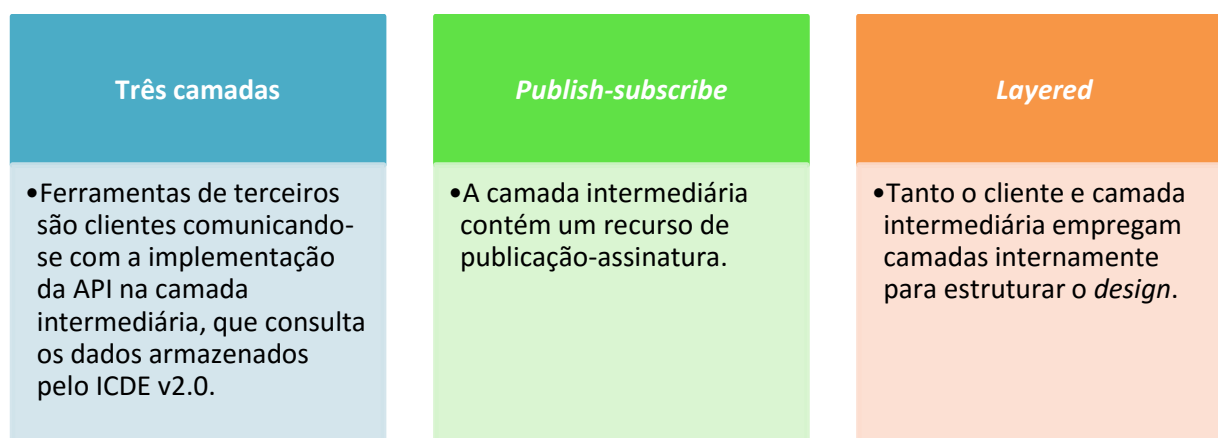 Três camadas
•Ferramentas de terceiros
são clientes comunicando-
se com a implementação
da API na camada
intermediária, que consulta
os dados armazenados
pelo ICDE v2.0.
Publish-subscribe
•A camada intermediária
contém um recurso de
publicação-assinatura.
Layered
•Tanto o cliente e camada
intermediária empregam
camadas internamente
para estruturar o design.